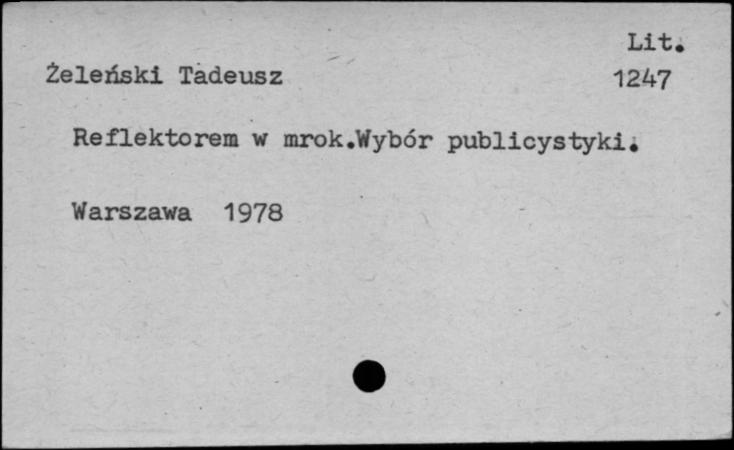 Lit.
Żeleński Tadeusz 1247
Reflektorem w mrok.Wybór publicystyki.
Warszawa 1978